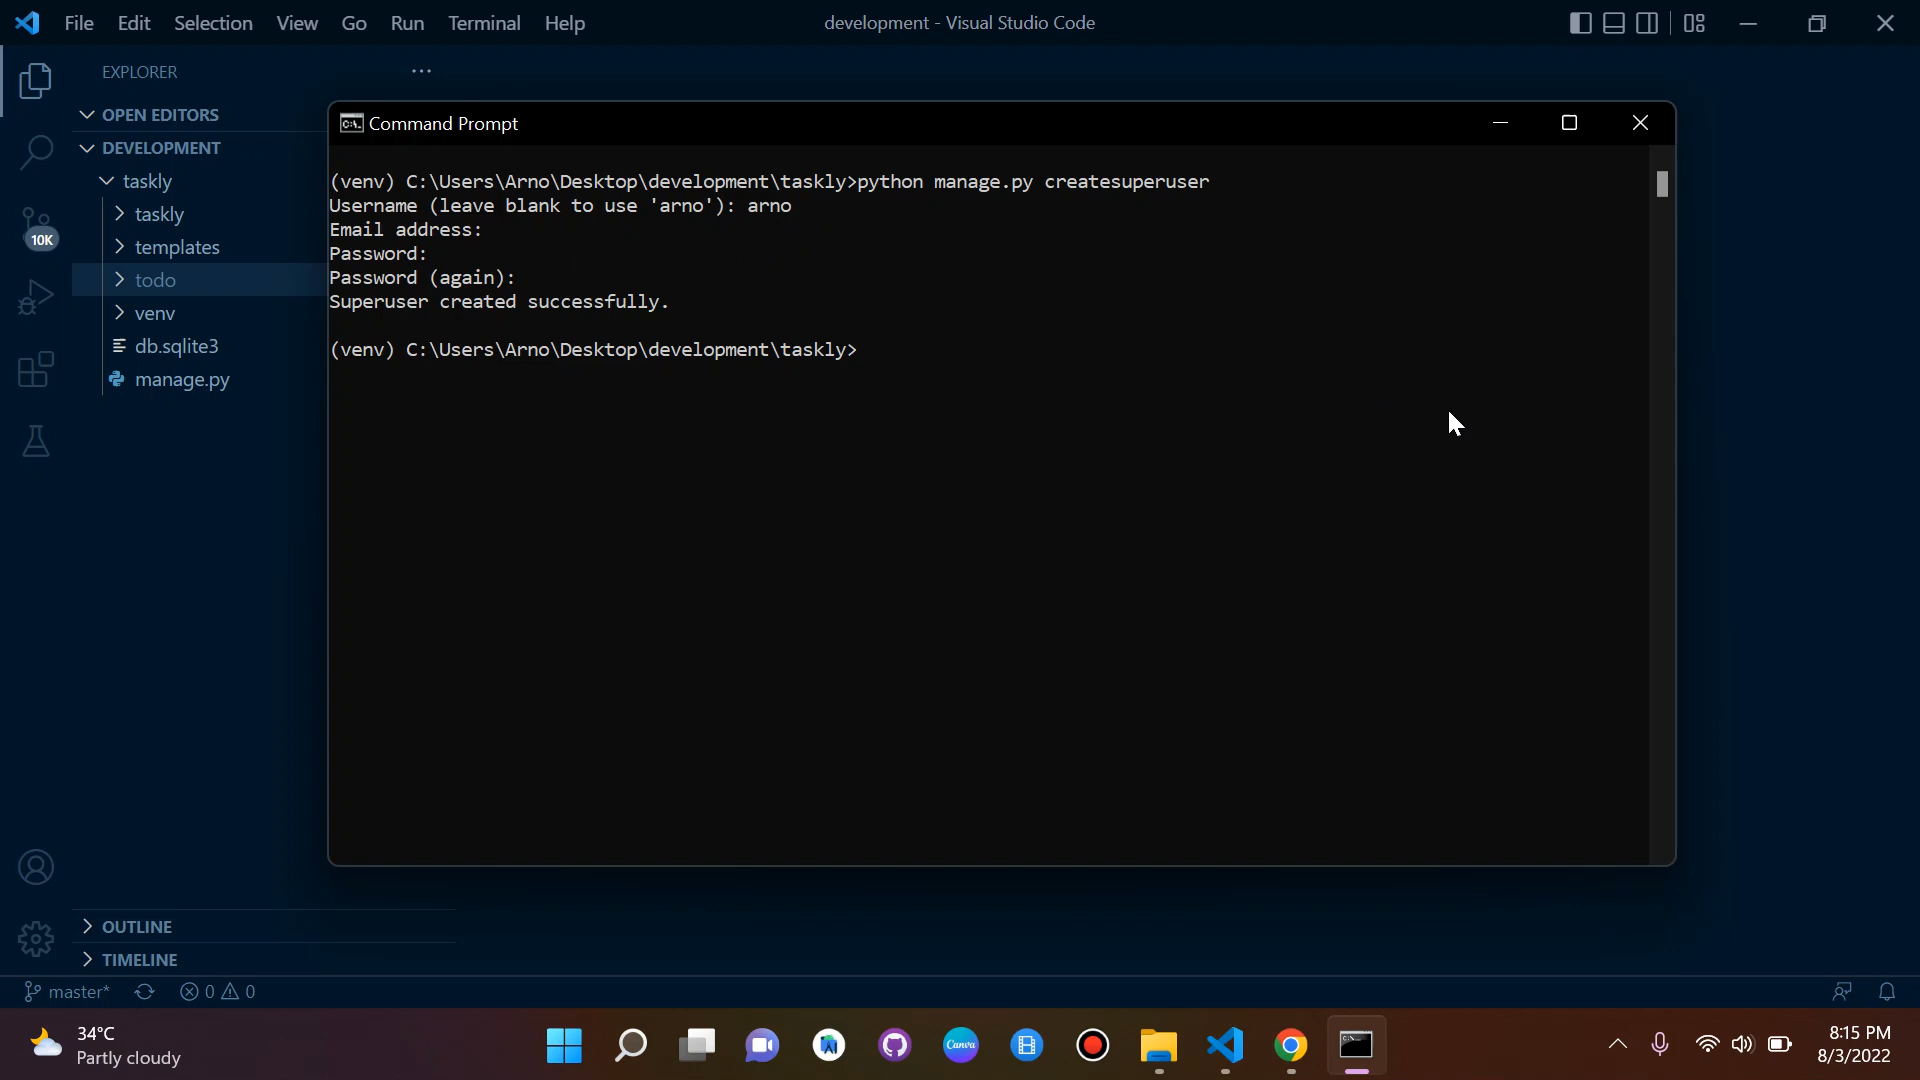 File Edit Selection View Go Run Terminal Help
development - Visual Studio Code
EXPLORER
OPEN EDITORS
DEVELOPMENT
taskly
taskly
templates
todo
venv
db.sqlite3
manage.py
10K
OUTLINE
TIMELINE
Command Prompt
(venv) C:\Users\Arno\Desktop\development\taskly>python manage.py createsuperuser
Username (leave blank to use 'arno'): arno
Email address:
Password:
Password (again):
Superuser created successfully.
(venv) C:\Users\Arno\Desktop\development\taskly>
master* 0 0
34°C
Partly cloudy
Canva
8:15 PM
8/3/2022